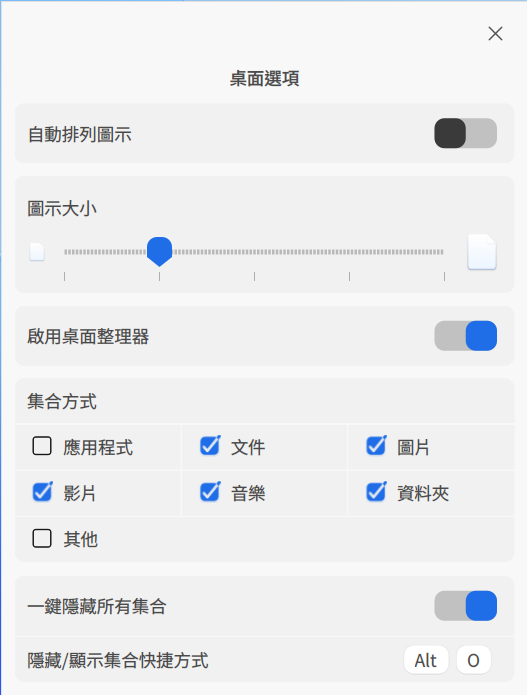 桌面選項
自動排列圖示
圖示大小
啟用桌面整理器
集合方式
應用程式 文件 圖片
影片 音樂 資料夾
其他
一鍵隱藏所有集合
隱藏/顯示集合快捷方式 Alt O